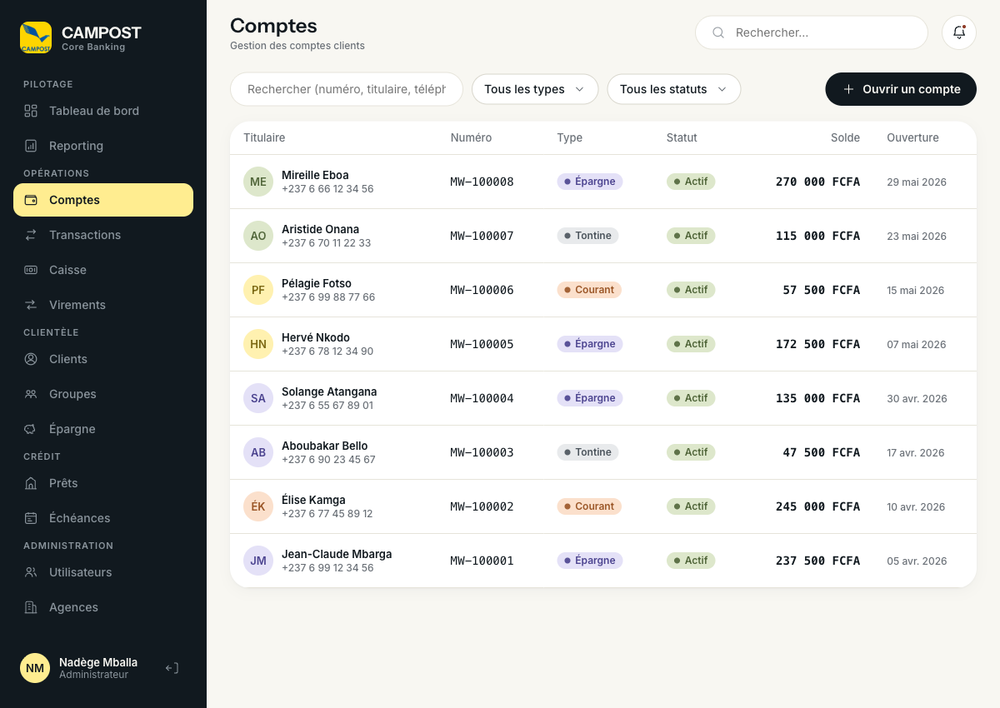 CAMPOST
CAMPOST
Core Banking
PILOTAGE
Tableau de bord
Reporting
OPÉRATIONS
Comptes
Transactions
Caisse
Virements
CLIENTÈLE
Clients
Groupes
Épargne
CRÉDIT
Prêts
Échéances
ADMINISTRATION
Utilisateurs
Agences
NM
Nadège Mballa
Administrateur
Comptes
Gestion des comptes clients
Rechercher...
Rechercher (numéro, titulaire, téléph
Tous les types
Tous les statuts
Ouvrir un compte
Titulaire Numéro Type Statut Solde Ouverture
ME Mireille Eboa MW-100008 Épargne Actif 270 000 FCFA 29 mai 2026
+237 6 66 12 34 56
AO Aristide Onana MW-100007 Tontine Actif 115 000 FCFA 23 mai 2026
+237 6 70 11 22 33
PF Pélagie Fotso MW-100006 Courant Actif 57 500 FCFA 15 mai 2026
+237 6 99 88 77 66
HN Hervé Nkodo MW-100005 Épargne Actif 172 500 FCFA 07 mai 2026
+237 6 78 12 34 90
SA Solange Atangana MW-100004 Épargne Actif 135 000 FCFA 30 avr. 2026
+237 6 55 67 89 01
AB Aboubakar Bello MW-100003 Tontine Actif 47 500 FCFA 17 avr. 2026
+237 6 90 23 45 67
ÉK Élise Kamga MW-100002 Courant Actif 245 000 FCFA 10 avr. 2026
+237 6 77 45 89 12
JM Jean-Claude Mbarga MW-100001 Épargne Actif 237 500 FCFA 05 avr. 2026
+237 6 99 12 34 56